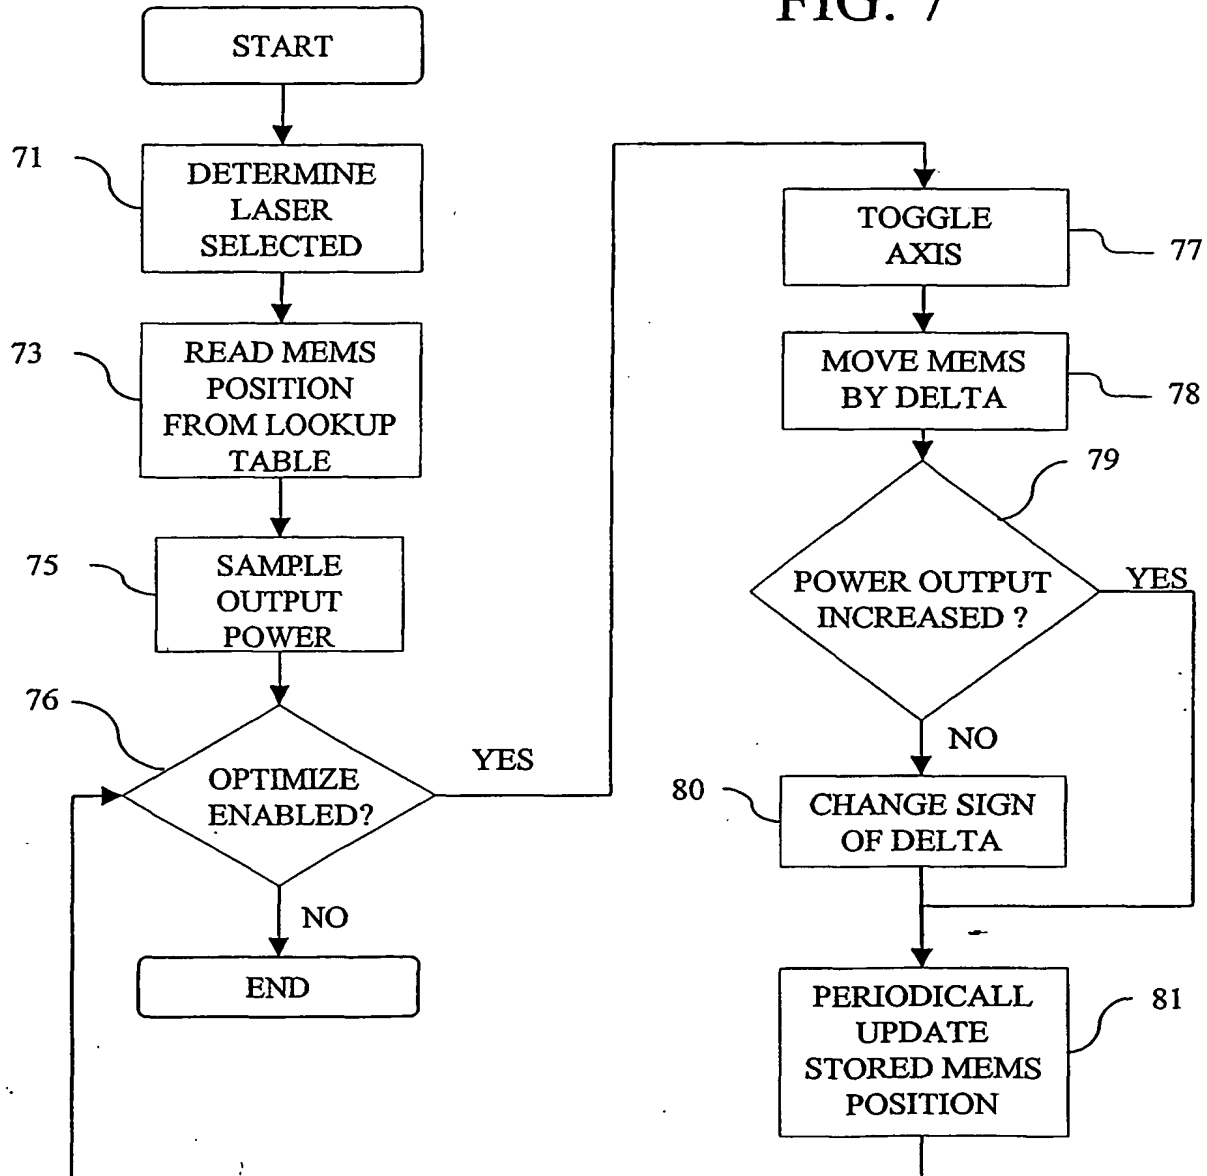 FIG. 7
START
71
DETERMINE
LASER
SELECTED
73
READ MEMS
POSITION
FROM LOOKUP
TABLE
75
SAMPLE
OUTPUT
POWER
76
OPTIMIZE
ENABLED?
YES
NO
END
TOGGLE
AXIS
77
MOVE MEMS
BY DELTA
78
79
POWER OUTPUT
INCREASED ?
YES
NO
80
CHANGE SIGN
OF DELTA
PERIODICALL
UPDATE
STORED MEMS
POSITION
81